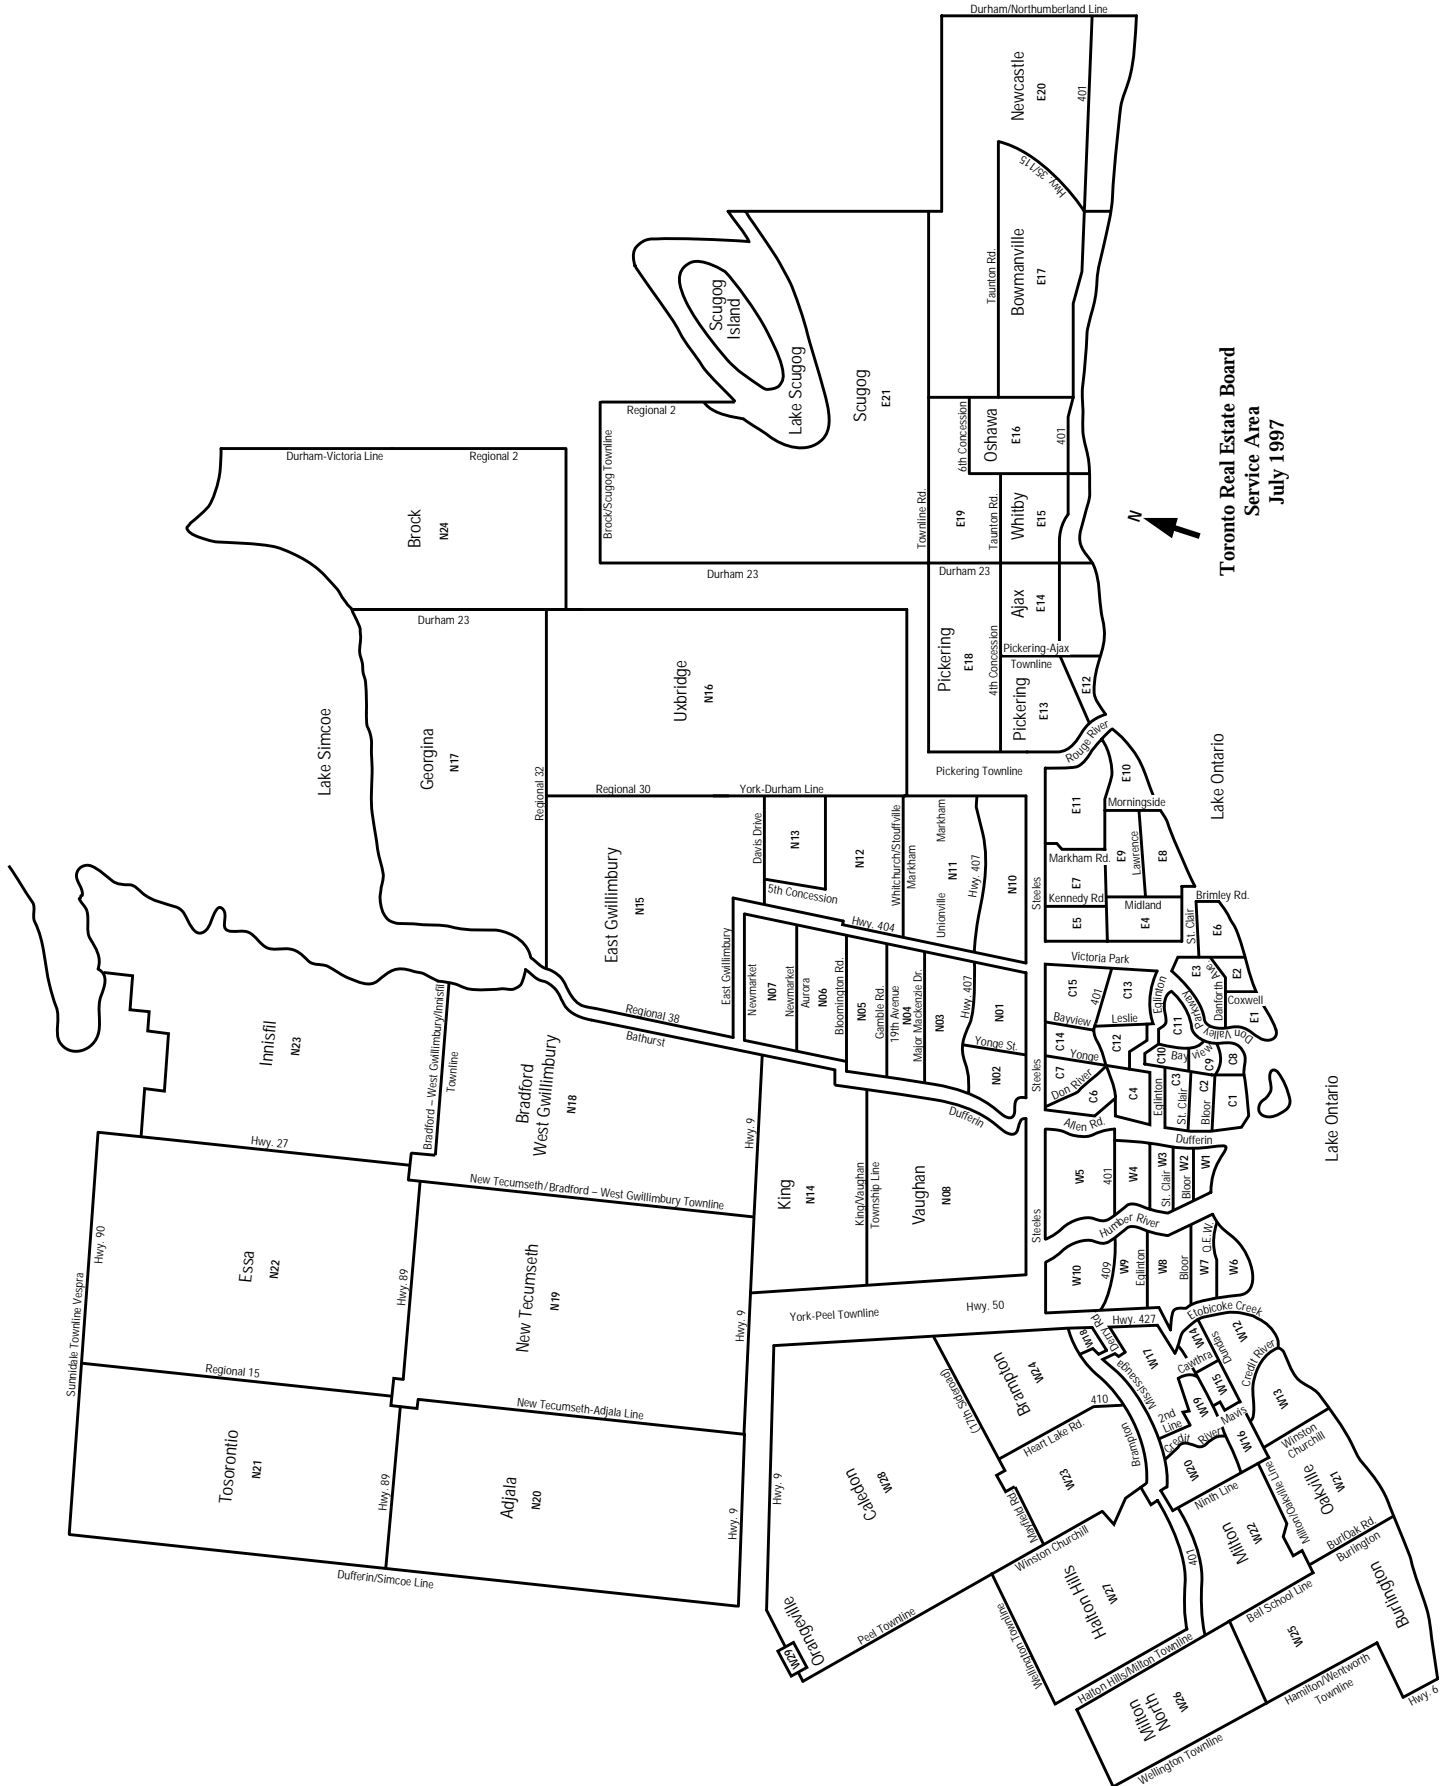 Durham/Northumberland Line
Newcastle
E20
401
Hwy. 35/115
Taunton Rd.
Bowmanville
E17
Scugog
Island
Lake Scugog
Scugog
E21
Regional 2
Brock/Scugog Townline
6th Concession
Oshawa
E16
401
Townline Rd.
E19
Taunton Rd.
Whitby
E15
Durham 23
Durham 23
Ajax
E14
Pickering-Ajax
Townline
Pickering
E18
4th Concession
Pickering
E13
E12
Rouge River
Pickering Townline
N
Toronto Real Estate Board
Service Area
July 1997
Durham-Victoria Line
Regional 2
Brock
N24
Durham 23
Lake Simcoe
Georgina
N17
Regional 32
Uxbridge
N16
Regional 30
York-Durham Line
East Gwillimbury
N15
Davis Drive
N13
5th Concession
N12
Whitchurch/Stouffville
Markham
Markham
Unionville
N11
Hwy. 407
N10
Hwy. 404
East Gwillimbury
Newmarket
N07
Newmarket
Aurora
N06
Bloomington Rd.
N05
Gamble Rd.
19th Avenue
N04
Major Mackenzie Dr.
N03
Hwy. 407
N01
Yonge St.
N02
Regional 38
Bathurst
Dufferin
Steeles
Steeles
Steeles
Lake Ontario
E10
E11
Morningside
Markham Rd.
E9
Lawrence
E8
E7
Kennedy Rd.
Midland
E5
E4
Brimley Rd.
St. Clair
E6
Victoria Park
E3
Danforth
Ave.
E2
Coxwell
E1
Don Valley
Parkway
Eglinton
C15
401
C13
Bayview
Leslie
C14
Yonge
C12
C11
C10
Bay
view
C9
C8
C7
Don River
C6
C4
Eglinton
C3
St. Clair
C2
Bloor
C1
Allen Rd.
Dufferin
Lake Ontario
W5
401
W4
W3
St. Clair
W2
Bloor
W1
Humber River
W10
409
W9
Eglinton
W8
Bloor
W7
Q.E.W.
W6
Hwy. 427
Etobicoke Creek
Innisfil
N23
Bradford – West Gwillimbury/Innisfil
Townline
Bradford
West Gwillimbury
N18
Hwy. 27
New Tecumseth/Bradford – West Gwillimbury Townline
Hwy. 9
King
N14
King/Vaughan
Township Line
Vaughan
N08
Hwy. 90
Sunnidale Townline Vespra
Essa
N22
Hwy. 89
New Tecumseth
N19
Hwy. 9
York-Peel Townline
Hwy. 50
Regional 15
New Tecumseth-Adjala Line
Tosorontio
N21
Hwy. 89
Adjala
N20
Hwy. 9
Dufferin/Simcoe Line
Hwy. 9
Caledon
W28
(17th Sideroad)
Brampton
W24
410
Heart Lake Rd.
W23
Mayfield Rd.
Brampton
Mississauga
W18
Derry Rd.
W17
W14
Dundas
W12
Cawthra
W15
Credit River
W13
W19
2nd
Line
Credit
River
Mavis
W16
W20
Winston
Churchill
Oakville
W21
Milton/Oakville Line
Ninth Line
Milton
W22
BurlOak Rd.
Burlington
Burlington
401
Winston Churchill
Halton Hills
W27
Wellington Townline
Peel Townline
Orangeville
W29
Halton Hills/Milton Townline
Bell School Line
W25
Milton
North
W26
Hamilton/Wentworth
Townline
Wellington Townline
Hwy. 6